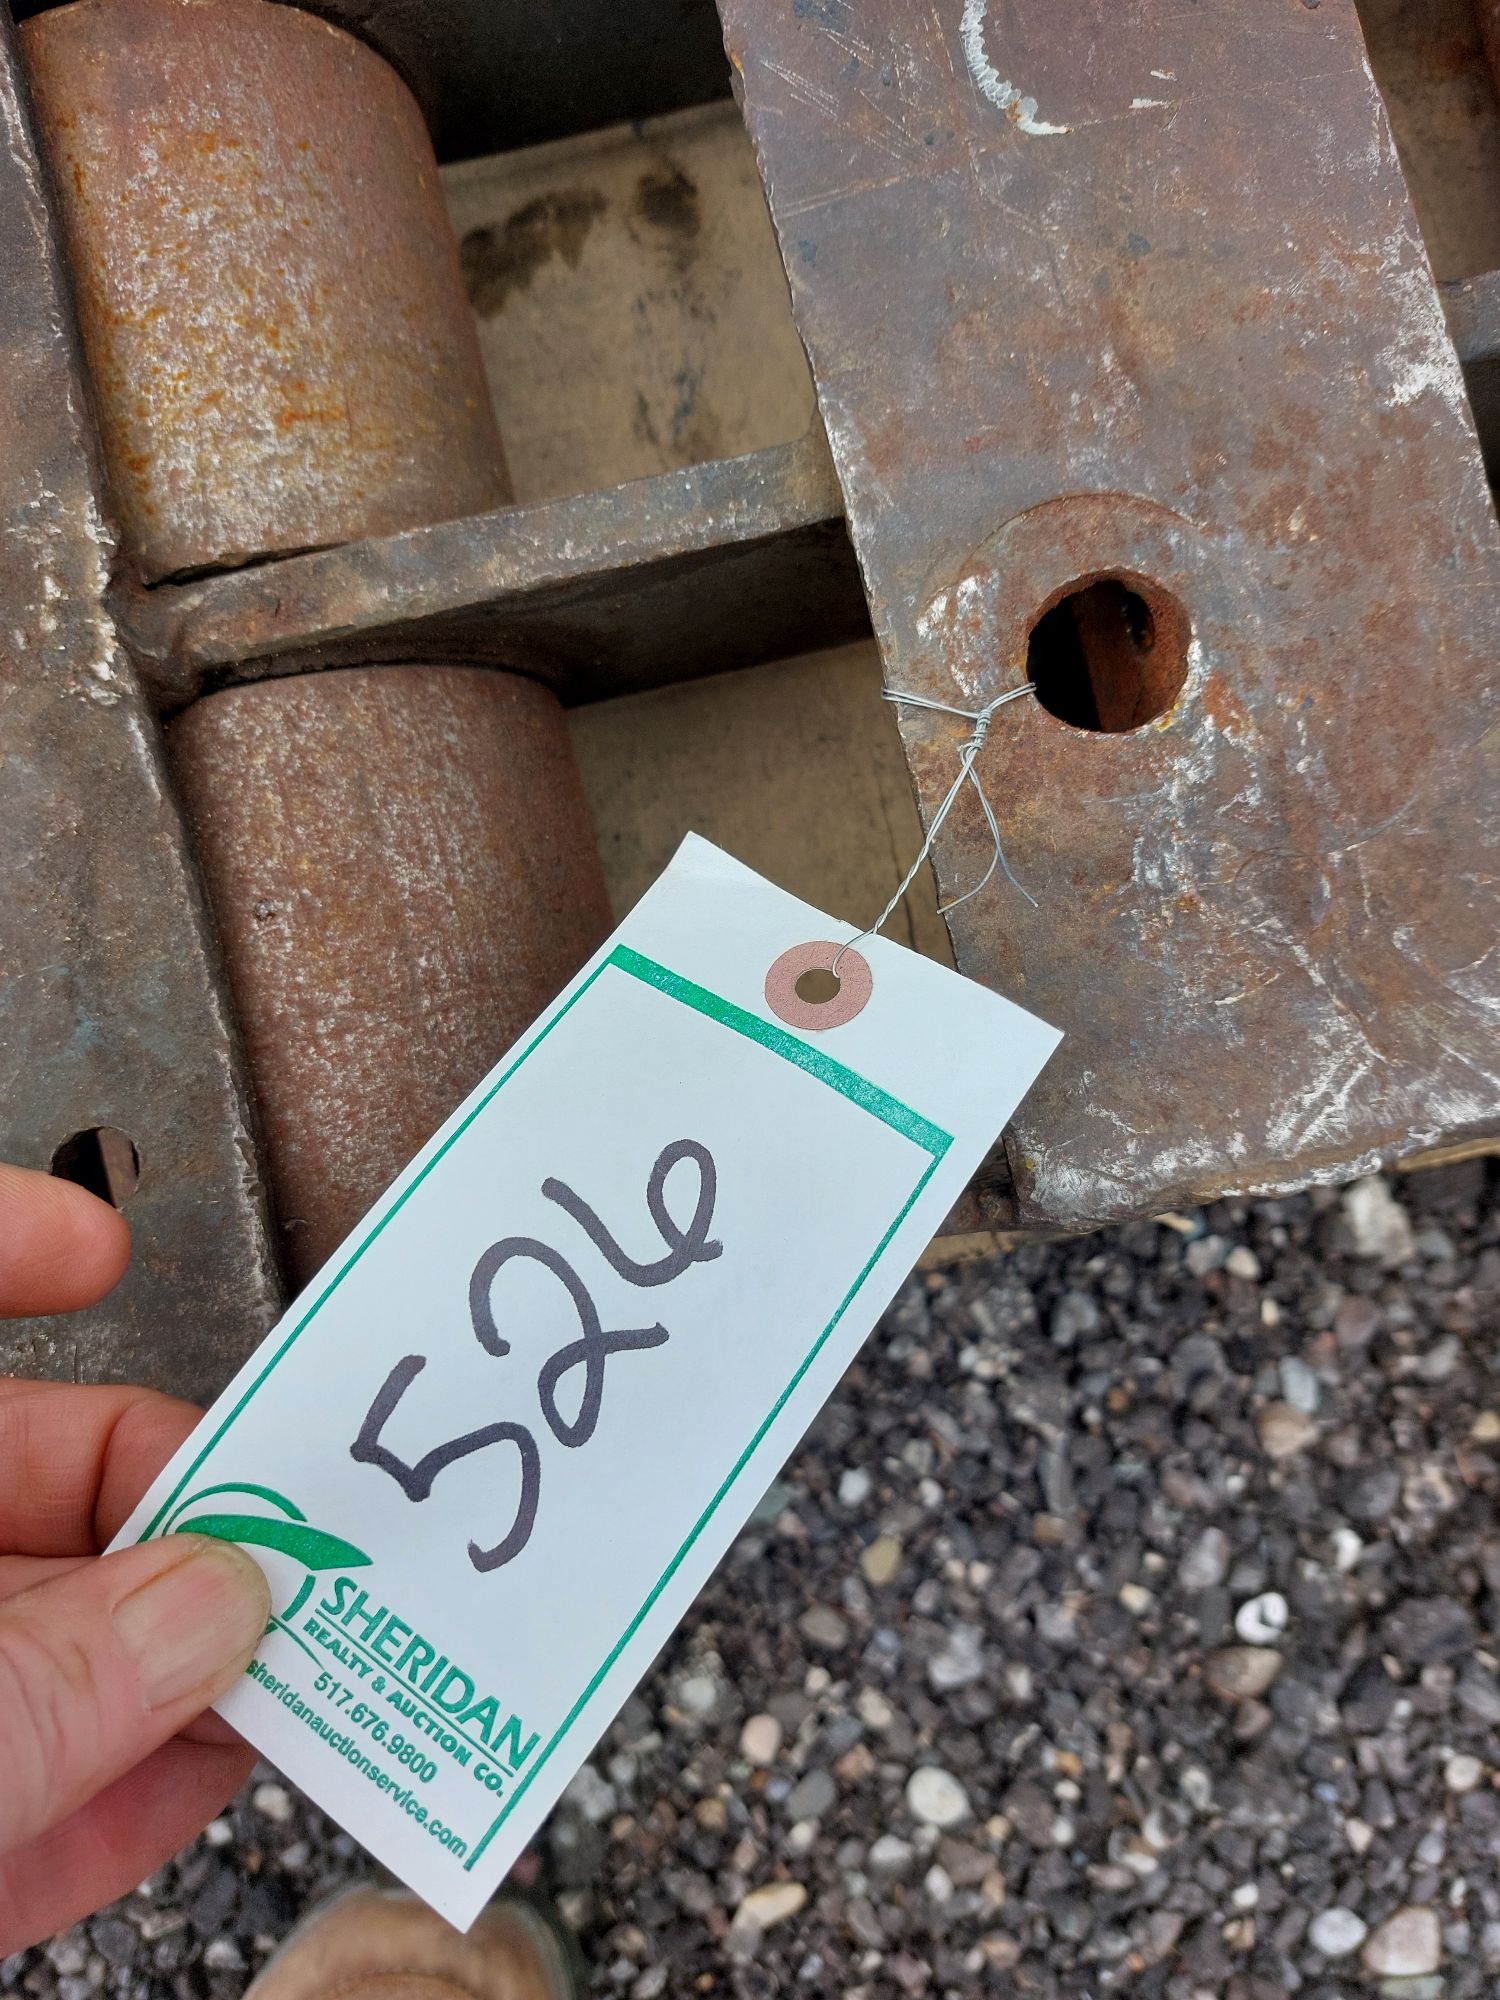 526
SHERIDAN
REALTY & AUCTION CO.
517.676.9800
sheridanauctionservice.com